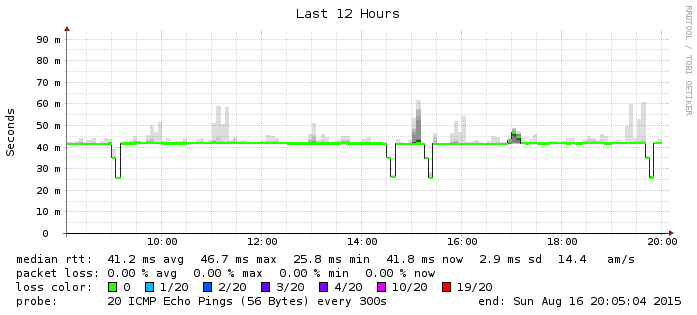 Last 12 Hours
RRDTOOL / TOBI OETIKER
Seconds
90 m
80 m
70 m
60 m
50 m
40 m
30 m
20 m
10 m
0
10:00 12:00 14:00 16:00 18:00 20:00
median rtt: 41.2 ms avg 46.7 ms max 25.8 ms min 41.8 ms now 2.9 ms sd 14.4 am/s
packet loss: 0.00 % avg 0.00 % max 0.00 % min 0.00 % now
loss color: 0 1/20 2/20 3/20 4/20 10/20 19/20
probe: 20 ICMP Echo Pings (56 Bytes) every 300s end: Sun Aug 16 20:05:04 2015